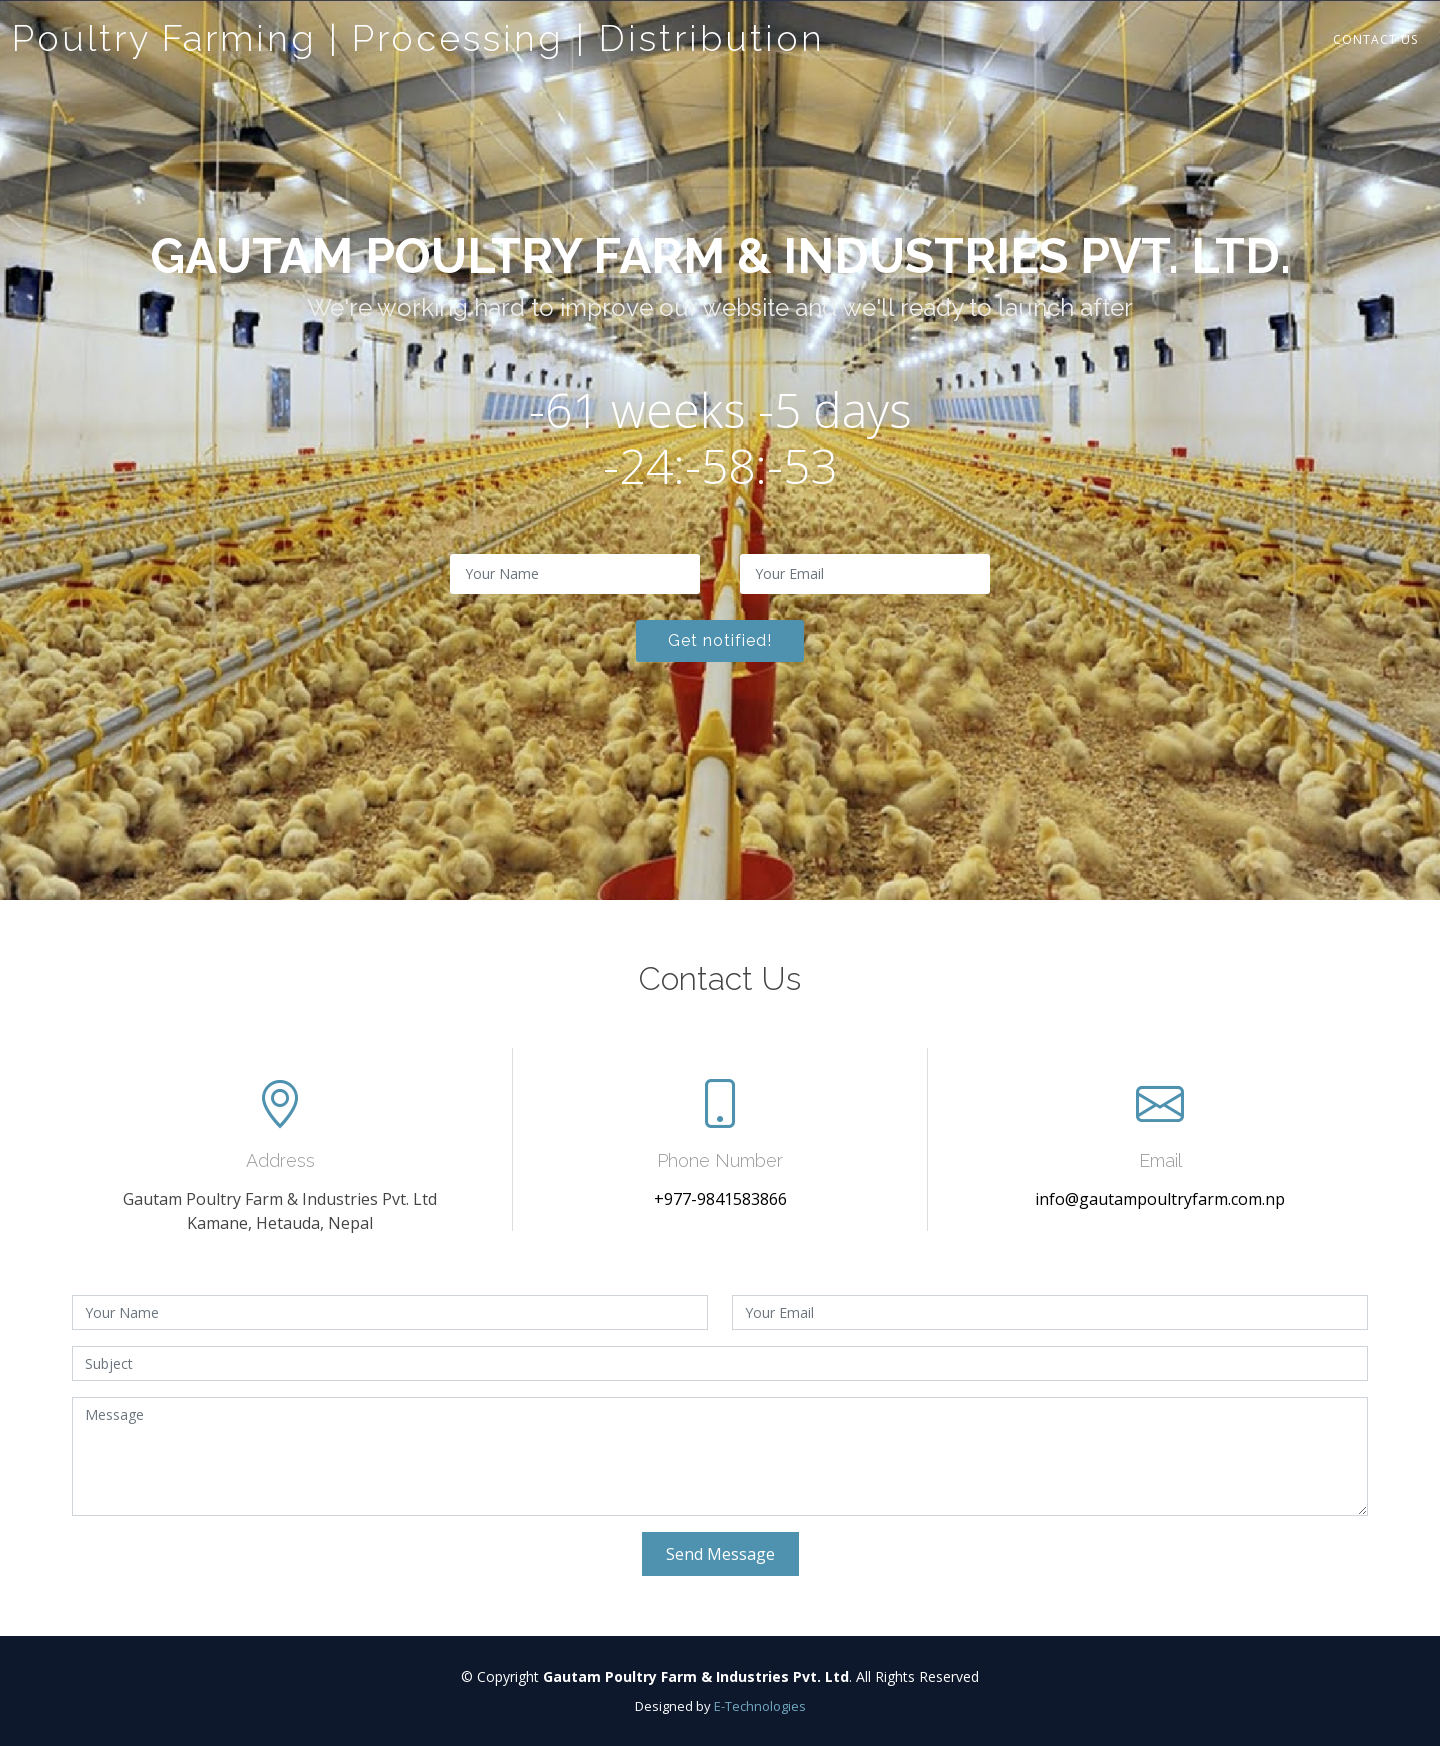 Poultry Farming | Processing | Distribution
CONTACT US
GAUTAM POULTRY FARM & INDUSTRIES PVT. LTD.
We're working hard to improve our website and we'll ready to launch after
-61 weeks -5 days
-24:-58:-53
Your Name
Your Email
Get notified!
Contact Us
Address
Gautam Poultry Farm & Industries Pvt. Ltd
Kamane, Hetauda, Nepal
Phone Number
+977-9841583866
Email
info@gautampoultryfarm.com.np
Your Name
Your Email
Subject
Message
Send Message
© Copyright Gautam Poultry Farm & Industries Pvt. Ltd. All Rights Reserved
Designed by E-Technologies